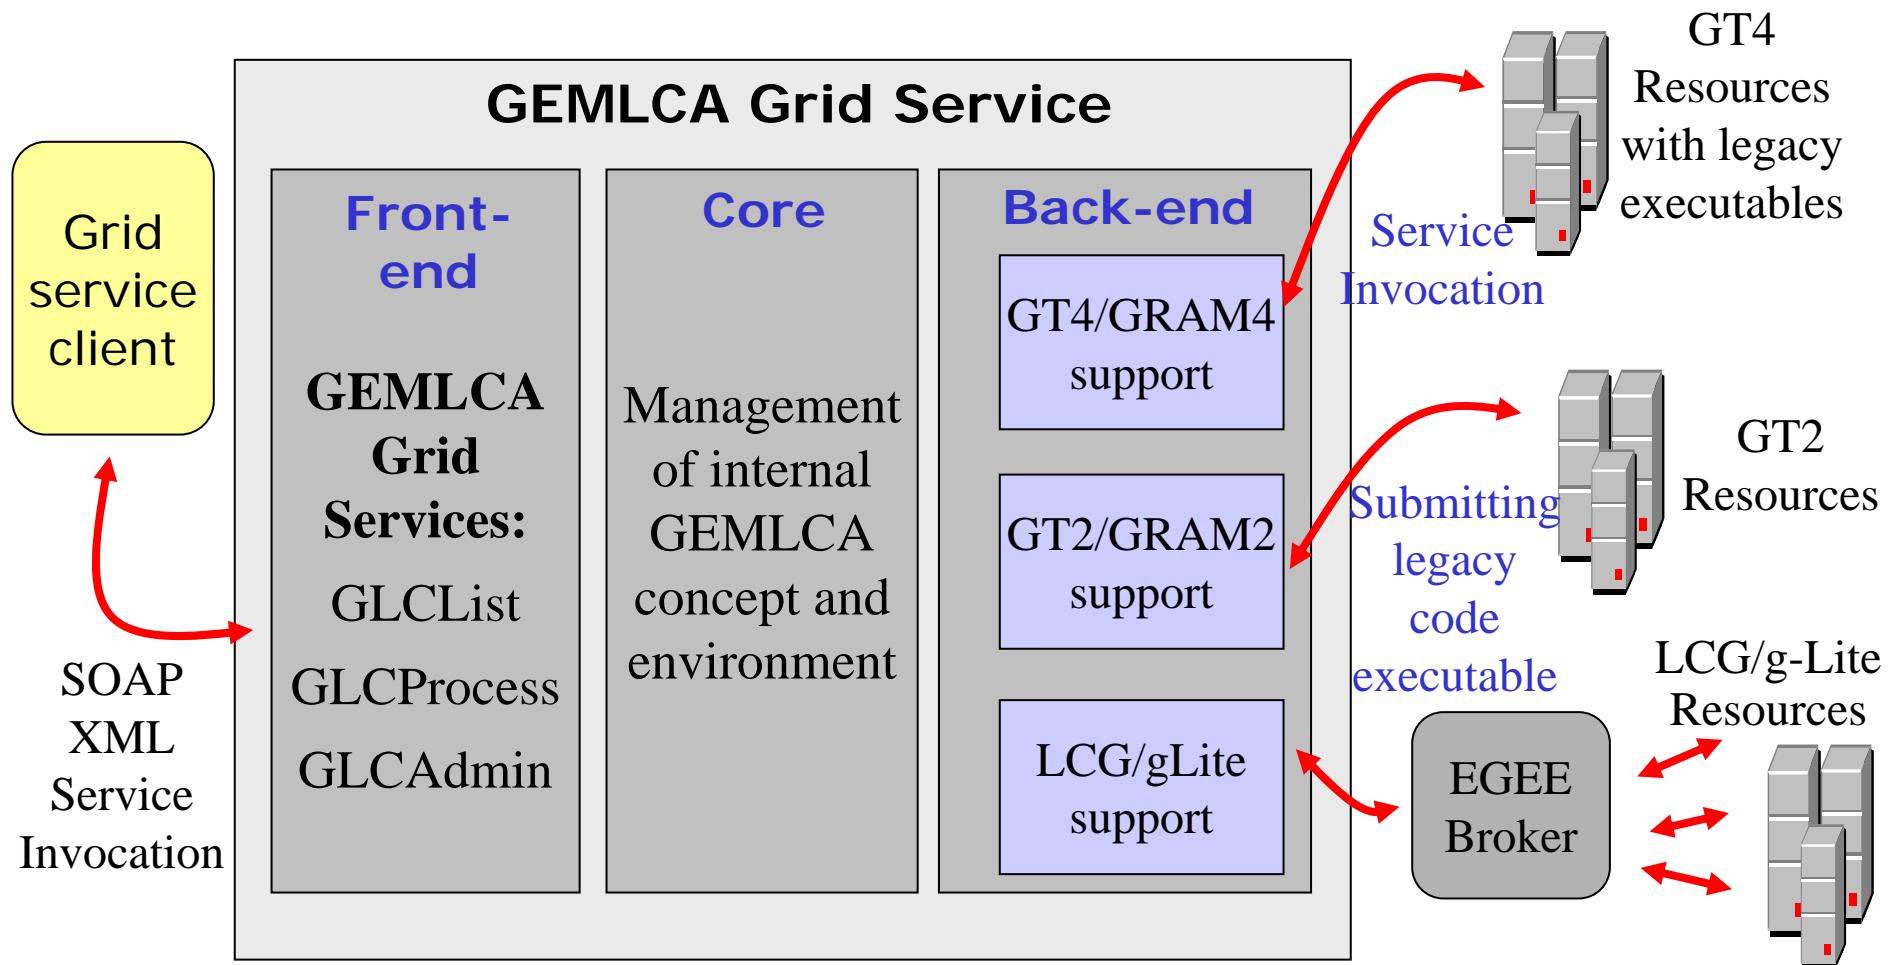 GEMLCA Grid Service
Grid
service
client
SOAP
XML
Service
Invocation
Front-
end
GEMLCA
Grid
Services:
GLCList
GLCProcess
GLCAdmin
Core
Management
of internal
GEMLCA
concept and
environment
Back-end
GT4/GRAM4
support
GT2/GRAM2
support
LCG/gLite
support
Service
Invocation
GT4
Resources
with legacy
executables
Submitting
legacy
code
executable
GT2
Resources
EGEE
Broker
LCG/g-Lite
Resources